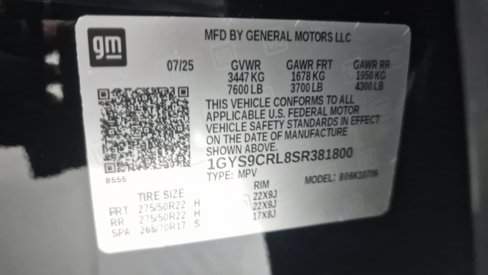 gm
MFD BY GENERAL MOTORS LLC
07/25 GVWR GAWR FRT GAWR RR
3447 KG 1678 KG 1950 KG
7600 LB 3700 LB 4300 LB
THIS VEHICLE CONFORMS TO ALL
APPLICABLE U.S. FEDERAL MOTOR
VEHICLE SAFETY STANDARDS IN EFFECT
ON THE DATE OF MANUFACTURE
SHOWN ABOVE.
1GYS9CRL8SR381800
TYPE: MPV MODEL:
TIRE SIZE RIM
FRT 275/50R22 H 22X9J
RR 275/50R22 H 22X9J
SPA 265/70R17 S 17X8J